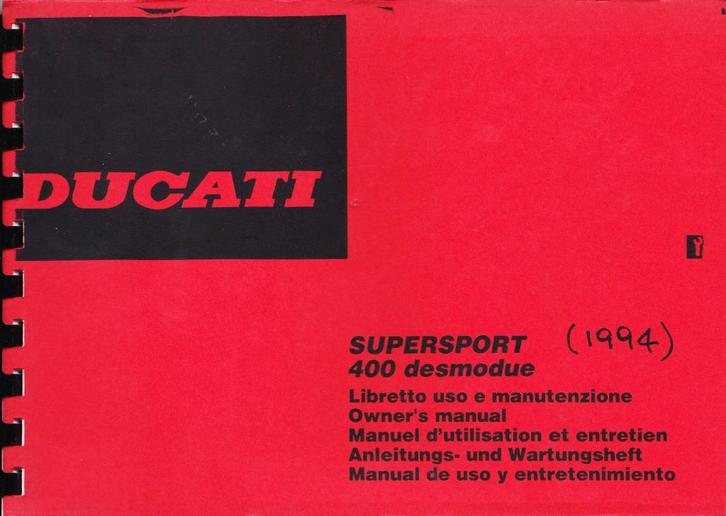 DUCATI
SUPERSPORT (1994)
400 desmodue
Libretto uso e manutenzione
Owner's manual
Manuel d'utilisation et entretien
Anleitungs- und Wartungsheft
Manual de uso y entretenimiento